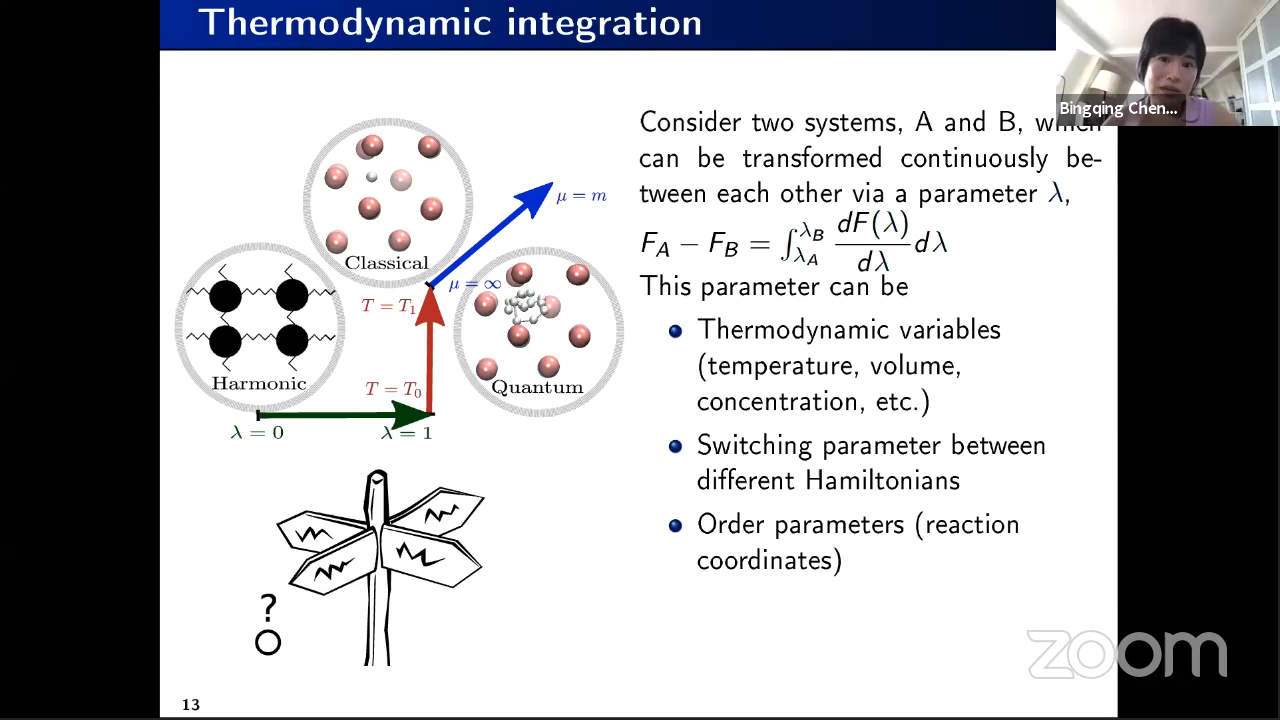 Thermodynamic integration
Bingqing Chen...
Consider two systems, A and B, which
can be transformed continuously be-
tween each other via a parameter λ,
F_A − F_B = ∫_{λ_A}^{λ_B} dF(λ)/dλ dλ
This parameter can be
Thermodynamic variables
(temperature, volume,
concentration, etc.)
Switching parameter between
different Hamiltonians
Order parameters (reaction
coordinates)
Classical
μ = m
μ = ∞
T = T₁
Harmonic
T = T₀
Quantum
λ = 0
λ = 1
?
zoom
13